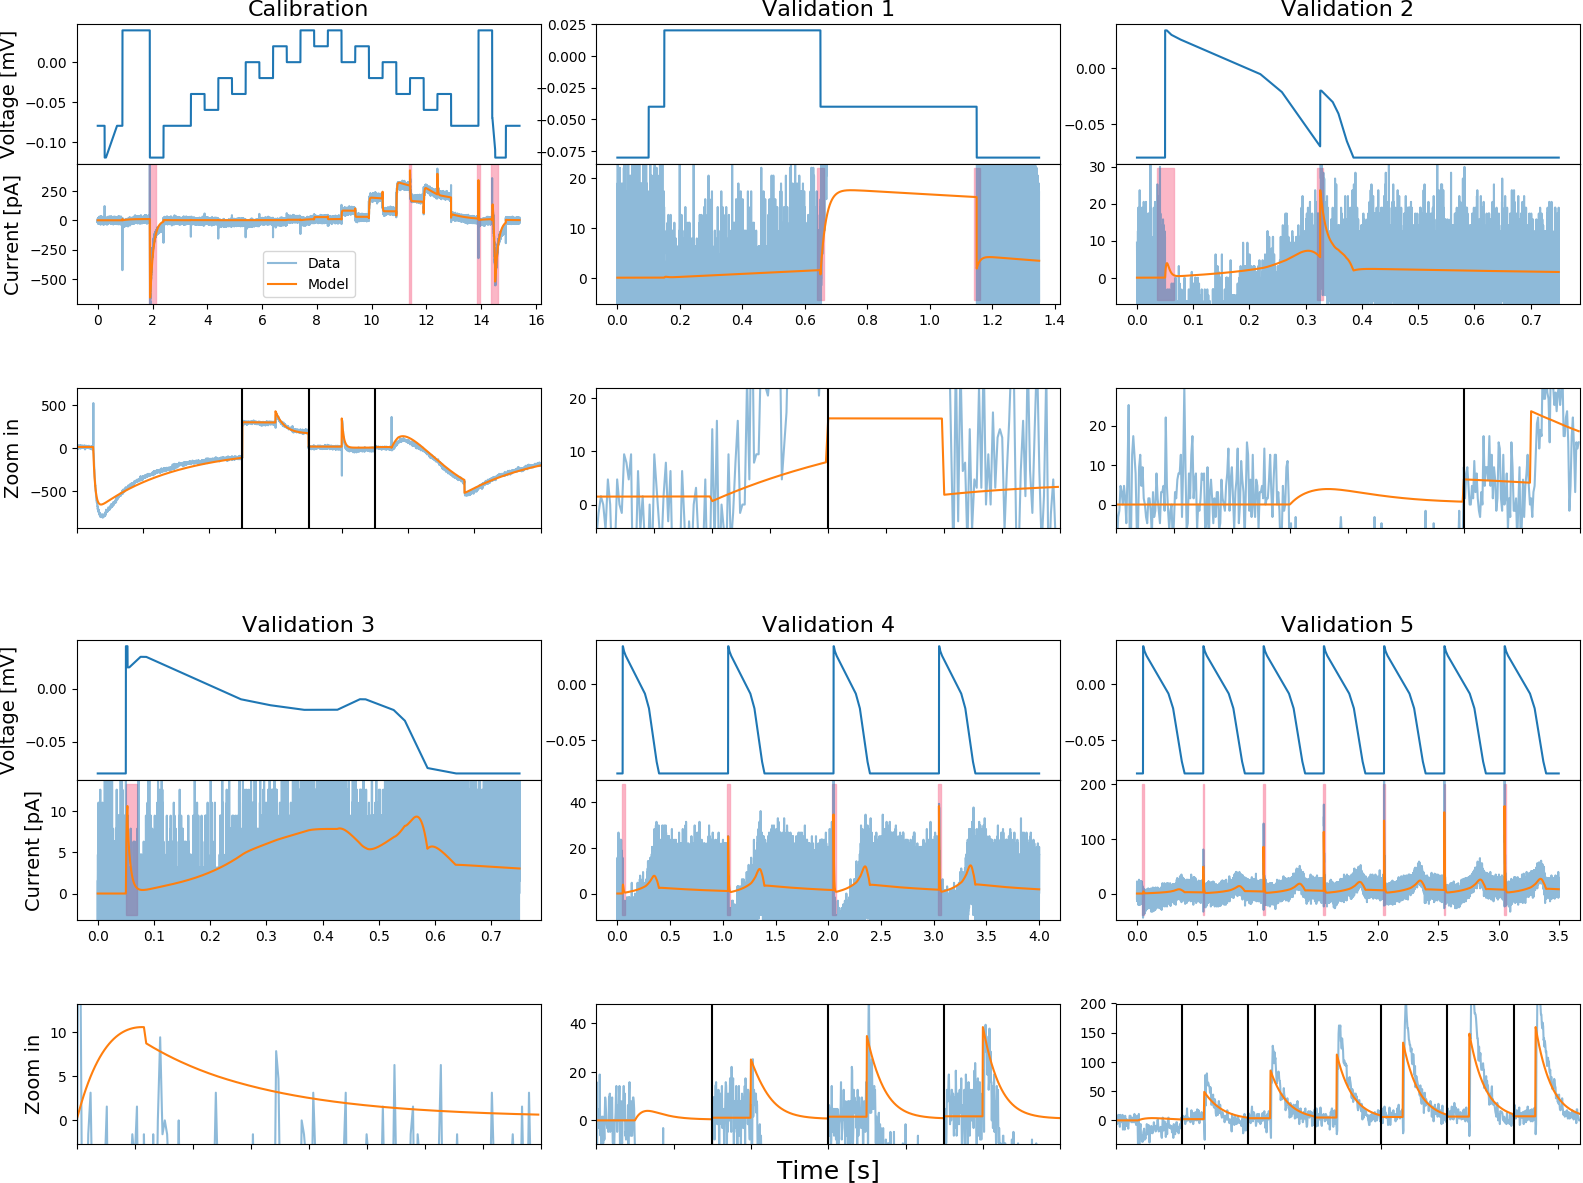 Calibration
Validation 1
Validation 2
Voltage [mV]
0.00
−0.05
−0.10
0.025
0.000
−0.025
−0.050
−0.075
0.00
−0.05
Current [pA]
250
0
−250
−500
Data
Model
20
10
0
30
20
10
0
0 2 4 6 8 10 12 14 16
0.0 0.2 0.4 0.6 0.8 1.0 1.2 1.4
0.0 0.1 0.2 0.3 0.4 0.5 0.6 0.7
Zoom in
500
0
−500
20
10
0
20
10
0
Validation 3
Validation 4
Validation 5
Voltage [mV]
0.00
−0.05
0.00
−0.05
0.00
−0.05
Current [pA]
10
5
0
40
20
0
200
100
0
0.0 0.1 0.2 0.3 0.4 0.5 0.6 0.7
0.0 0.5 1.0 1.5 2.0 2.5 3.0 3.5 4.0
0.0 0.5 1.0 1.5 2.0 2.5 3.0 3.5
Zoom in
10
5
0
40
20
0
200
150
100
50
0
Time [s]